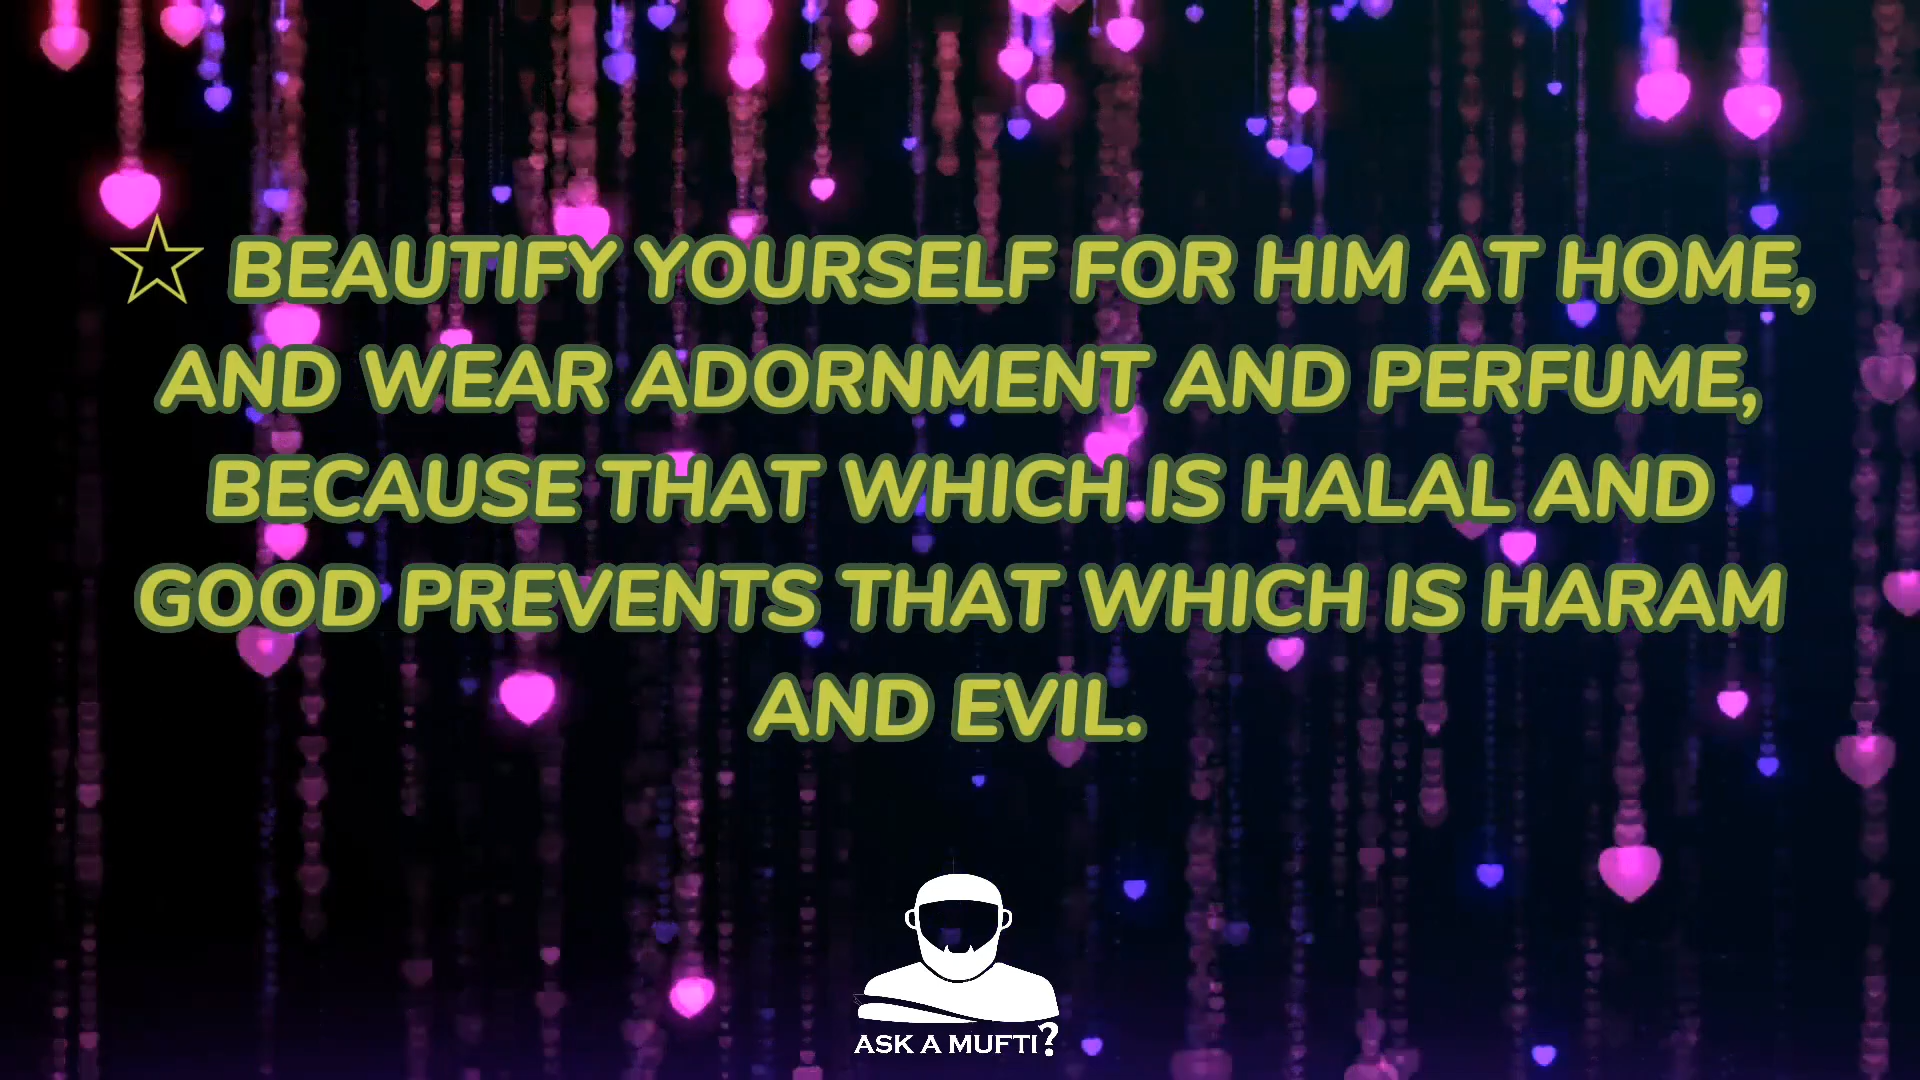 ☆ BEAUTIFY YOURSELF FOR HIM AT HOME,
AND WEAR ADORNMENT AND PERFUME,
BECAUSE THAT WHICH IS HALAL AND
GOOD PREVENTS THAT WHICH IS HARAM
AND EVIL.
ASK A MUFTI?